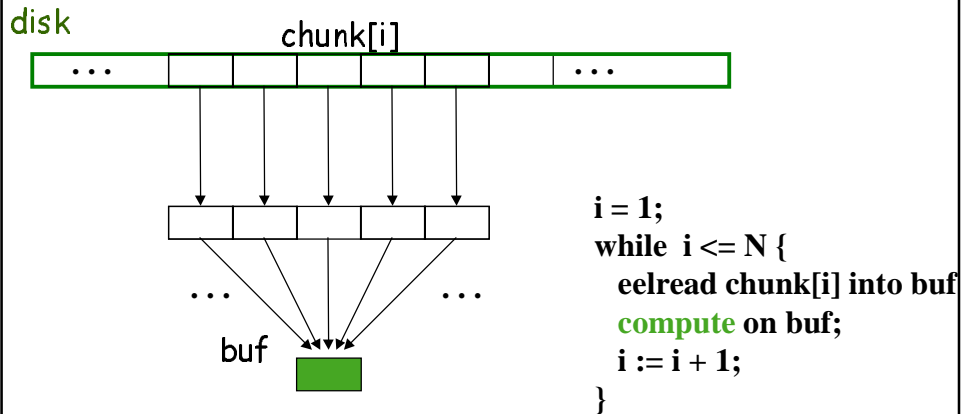 disk
chunk[i]
... ...
... ...
buf
i = 1;
while i <= N {
eelread chunk[i] into buf
compute on buf;
i := i + 1;
}